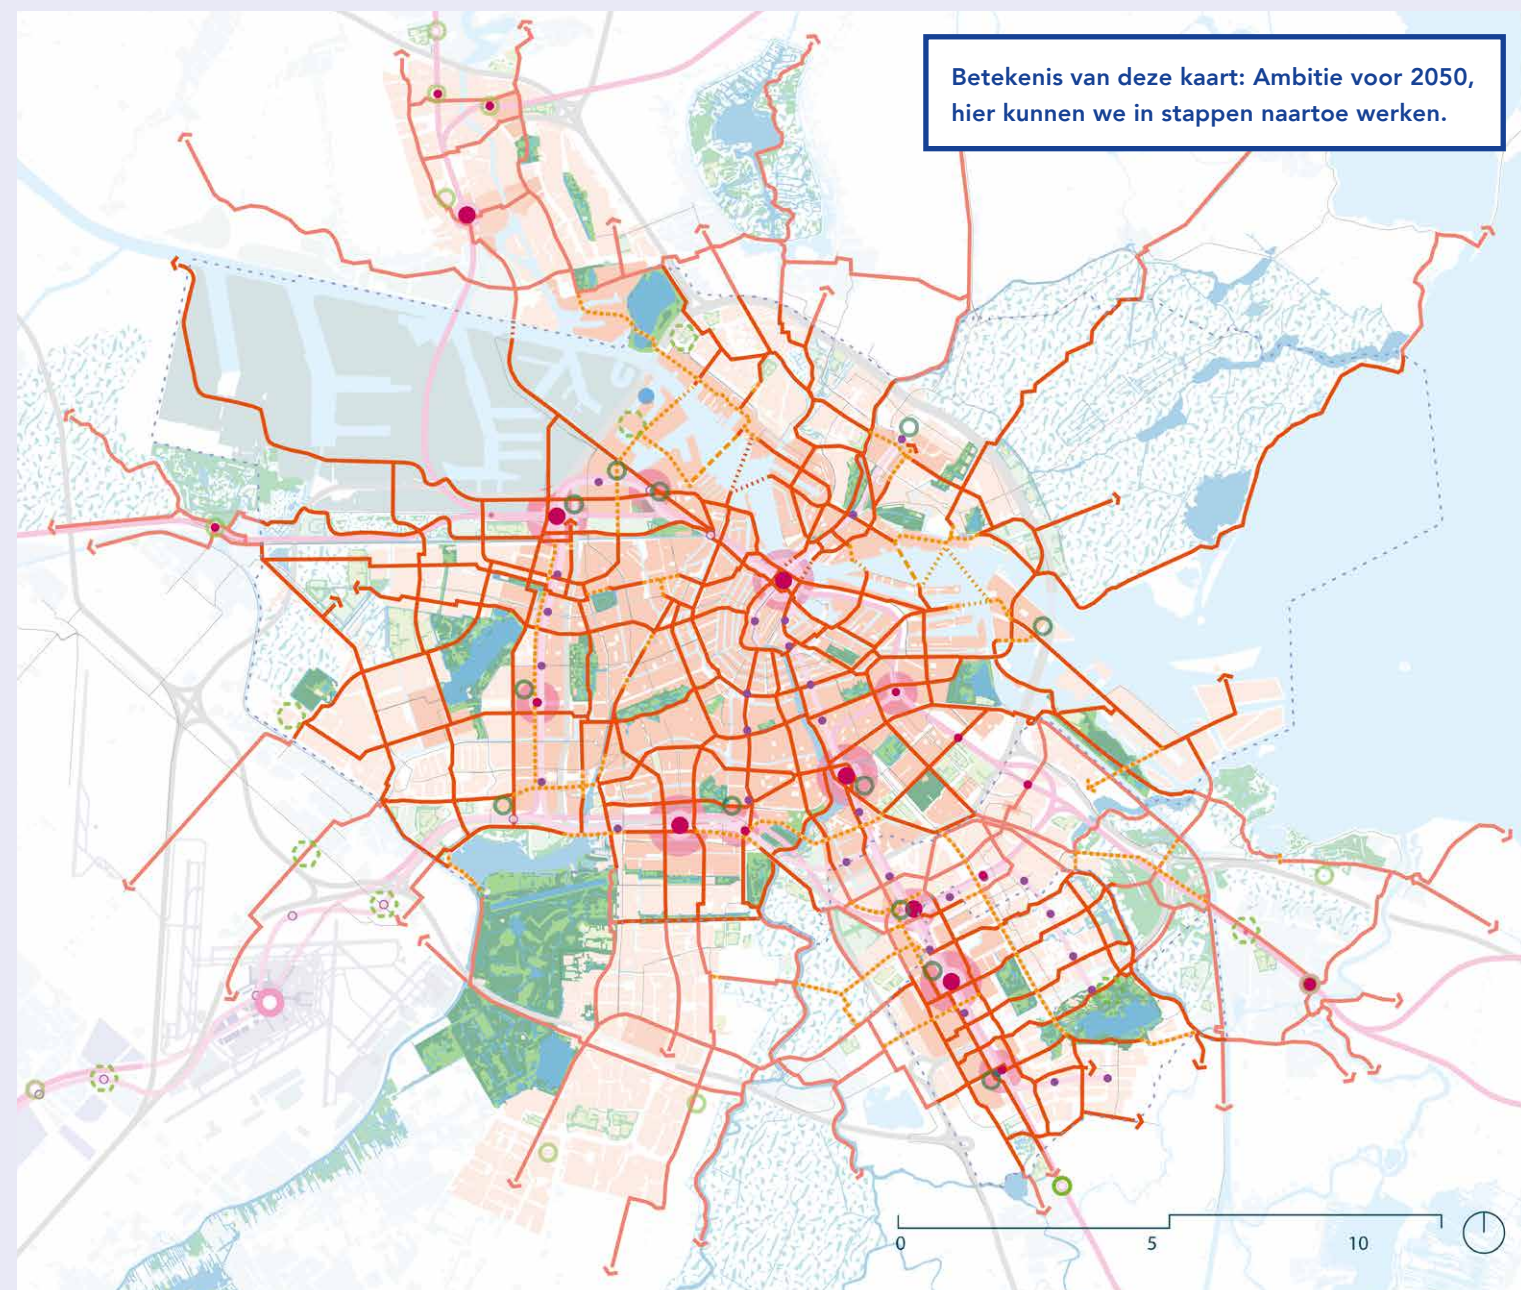 Betekenis van deze kaart: Ambitie voor 2050,
hier kunnen we in stappen naartoe werken.
0 5 10